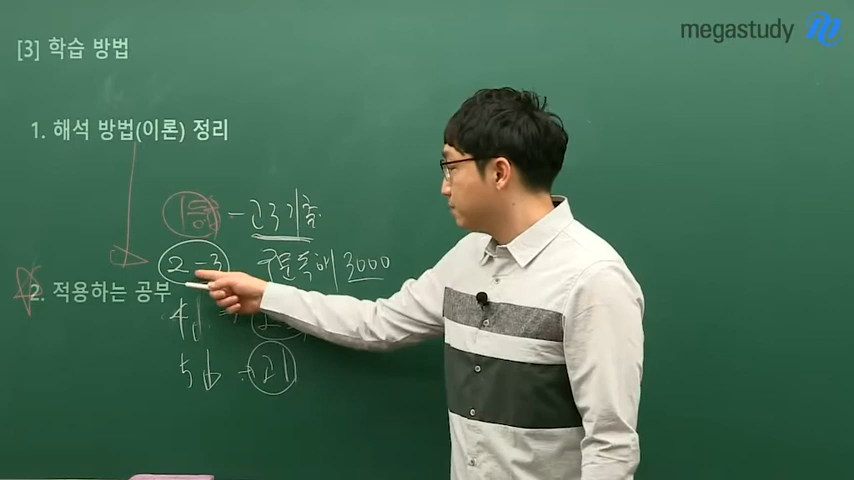 megastudy
[3] 학습 방법
1. 해석 방법(이론) 정리
1등 - 고3기출
2-3 구문독해 3000
2. 적용하는 공부
4
5 고1